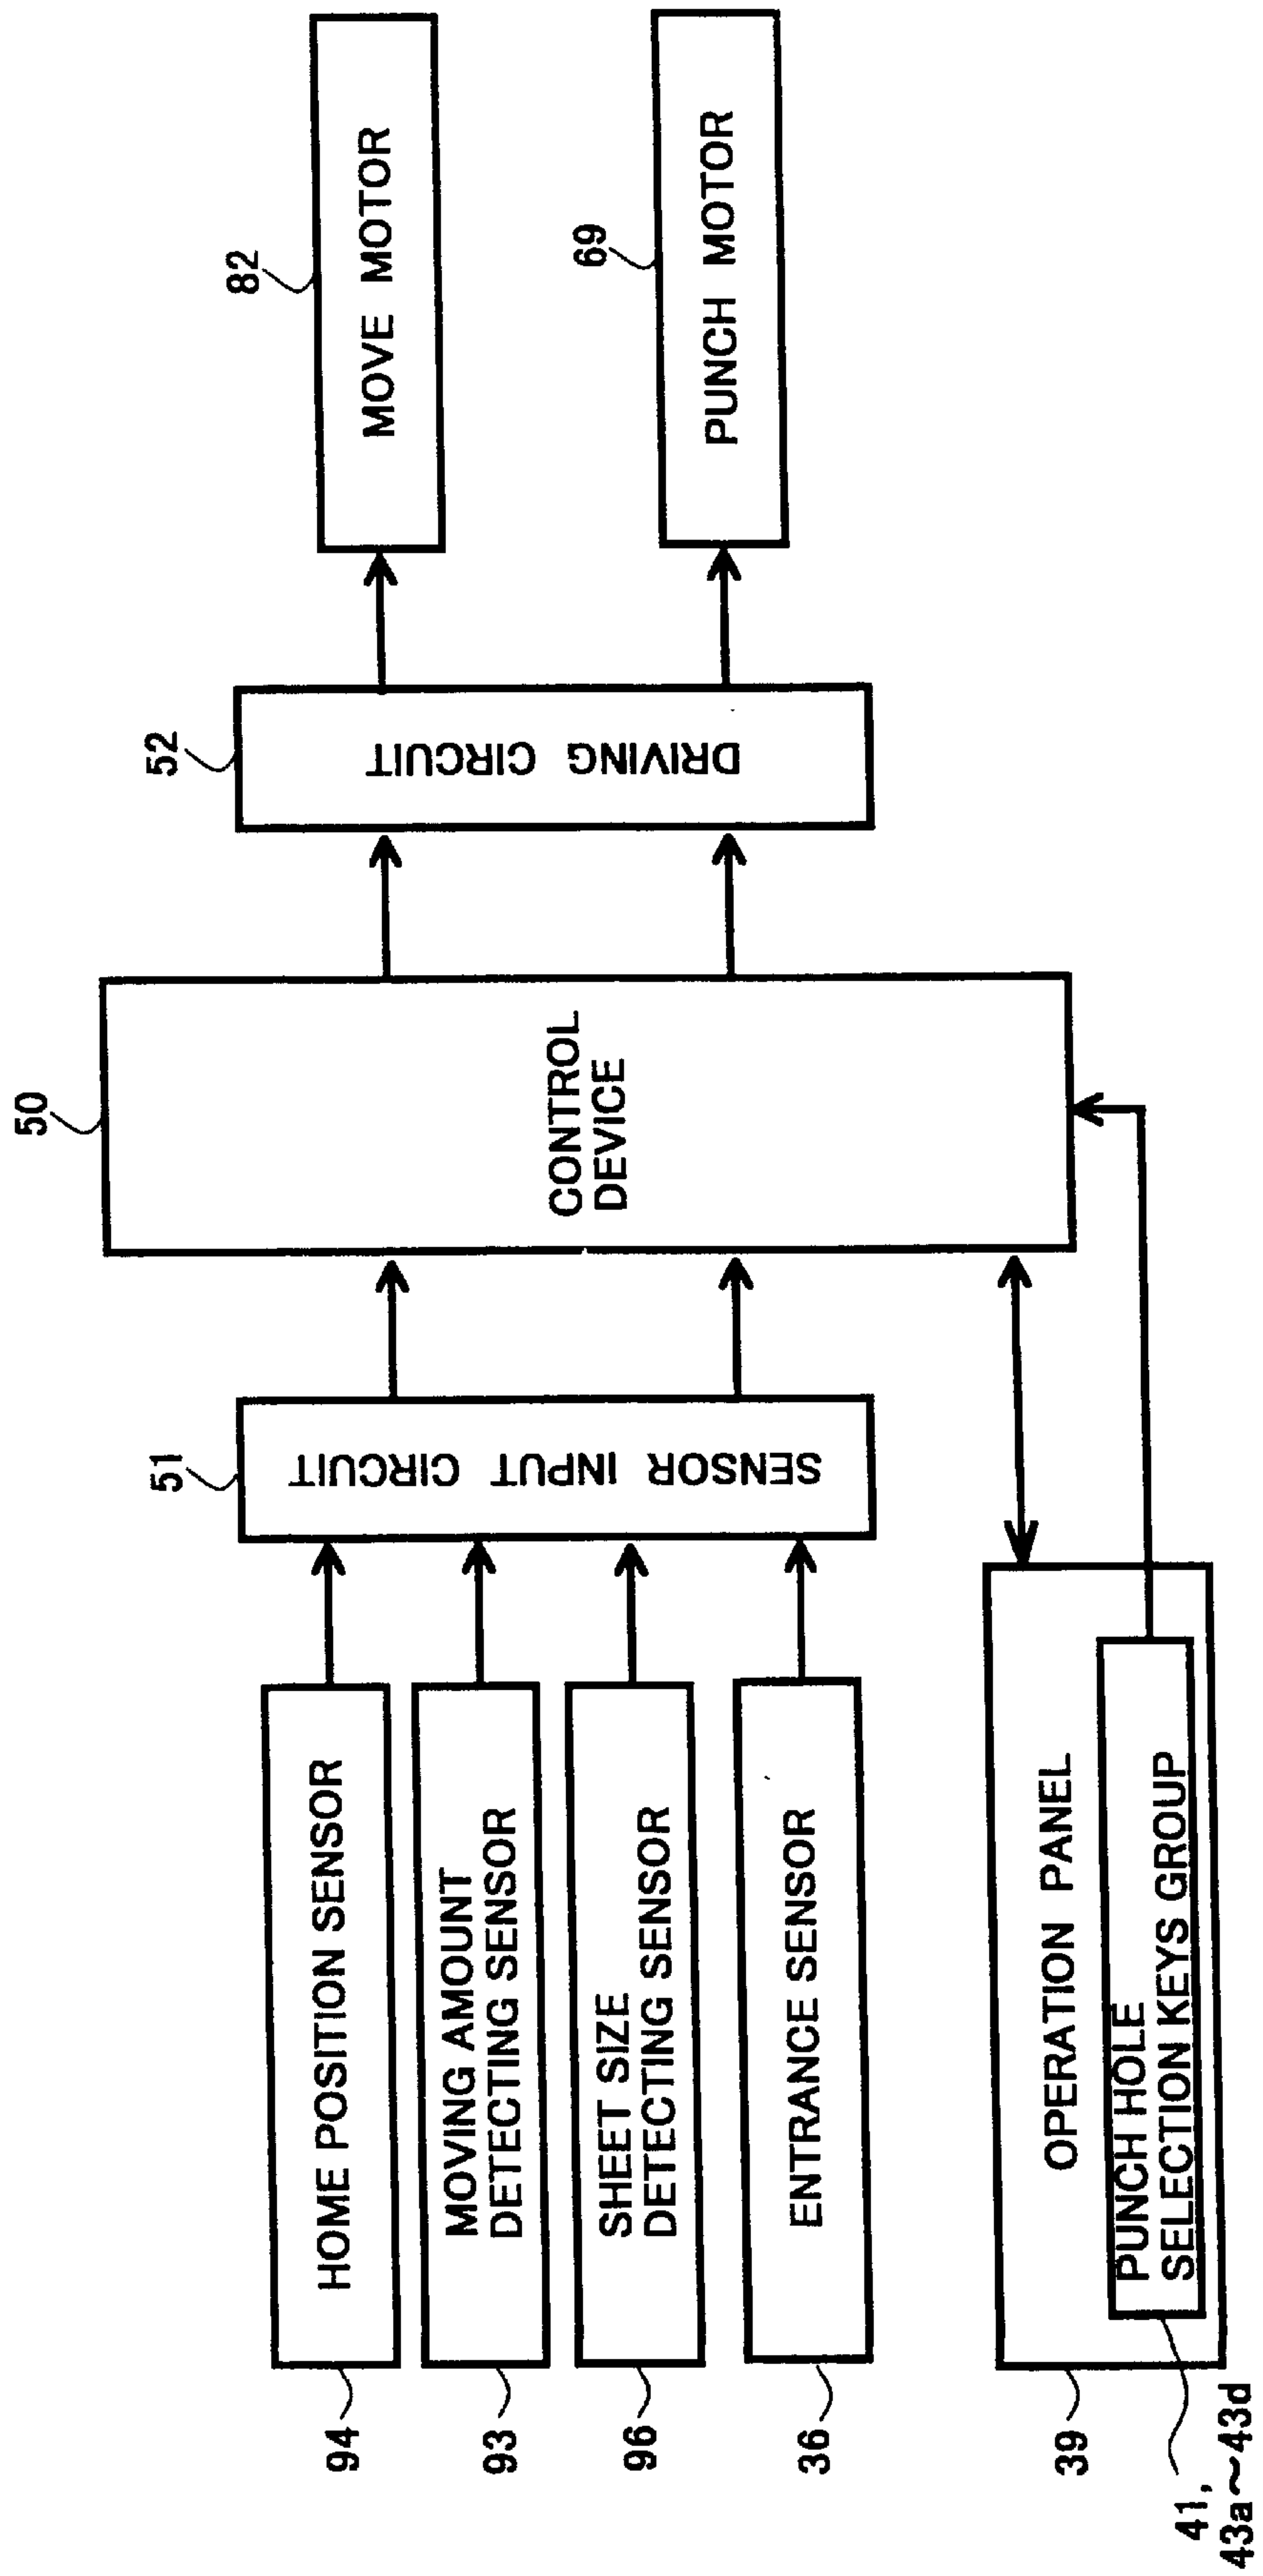 94
HOME POSITION SENSOR
93
MOVING AMOUNT
DETECTING SENSOR
96
SHEET SIZE
DETECTING SENSOR
36
ENTRANCE SENSOR
39
OPERATION PANEL
41,
43a～43d
PUNCH HOLE
SELECTION KEYS GROUP
51
SENSOR INPUT CIRCUIT
50
CONTROL
DEVICE
52
DRIVING CIRCUIT
82
MOVE MOTOR
69
PUNCH MOTOR